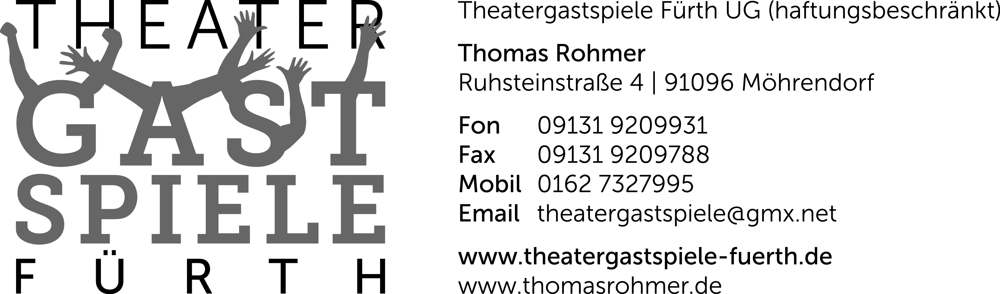 THEATER
GAST
SPIELE
FÜRTH
Theatergastspiele Fürth UG (haftungsbeschränkt)
Thomas Rohmer
Ruhsteinstraße 4 | 91096 Möhrendorf
Fon 09131 9209931
Fax 09131 9209788
Mobil 0162 7327995
Email theatergastspiele@gmx.net
www.theatergastspiele-fuerth.de
www.thomasrohmer.de